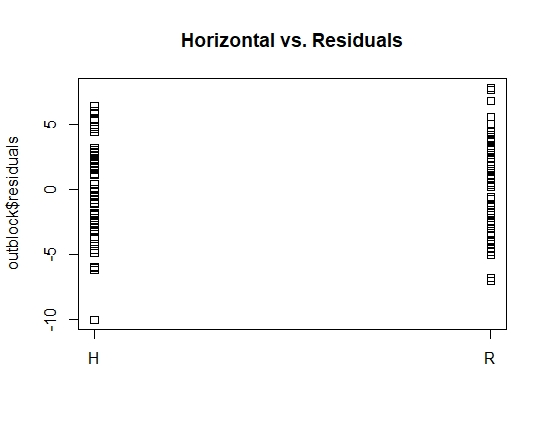 Horizontal vs. Residuals
outblock$residuals
5
0
-5
-10
H R